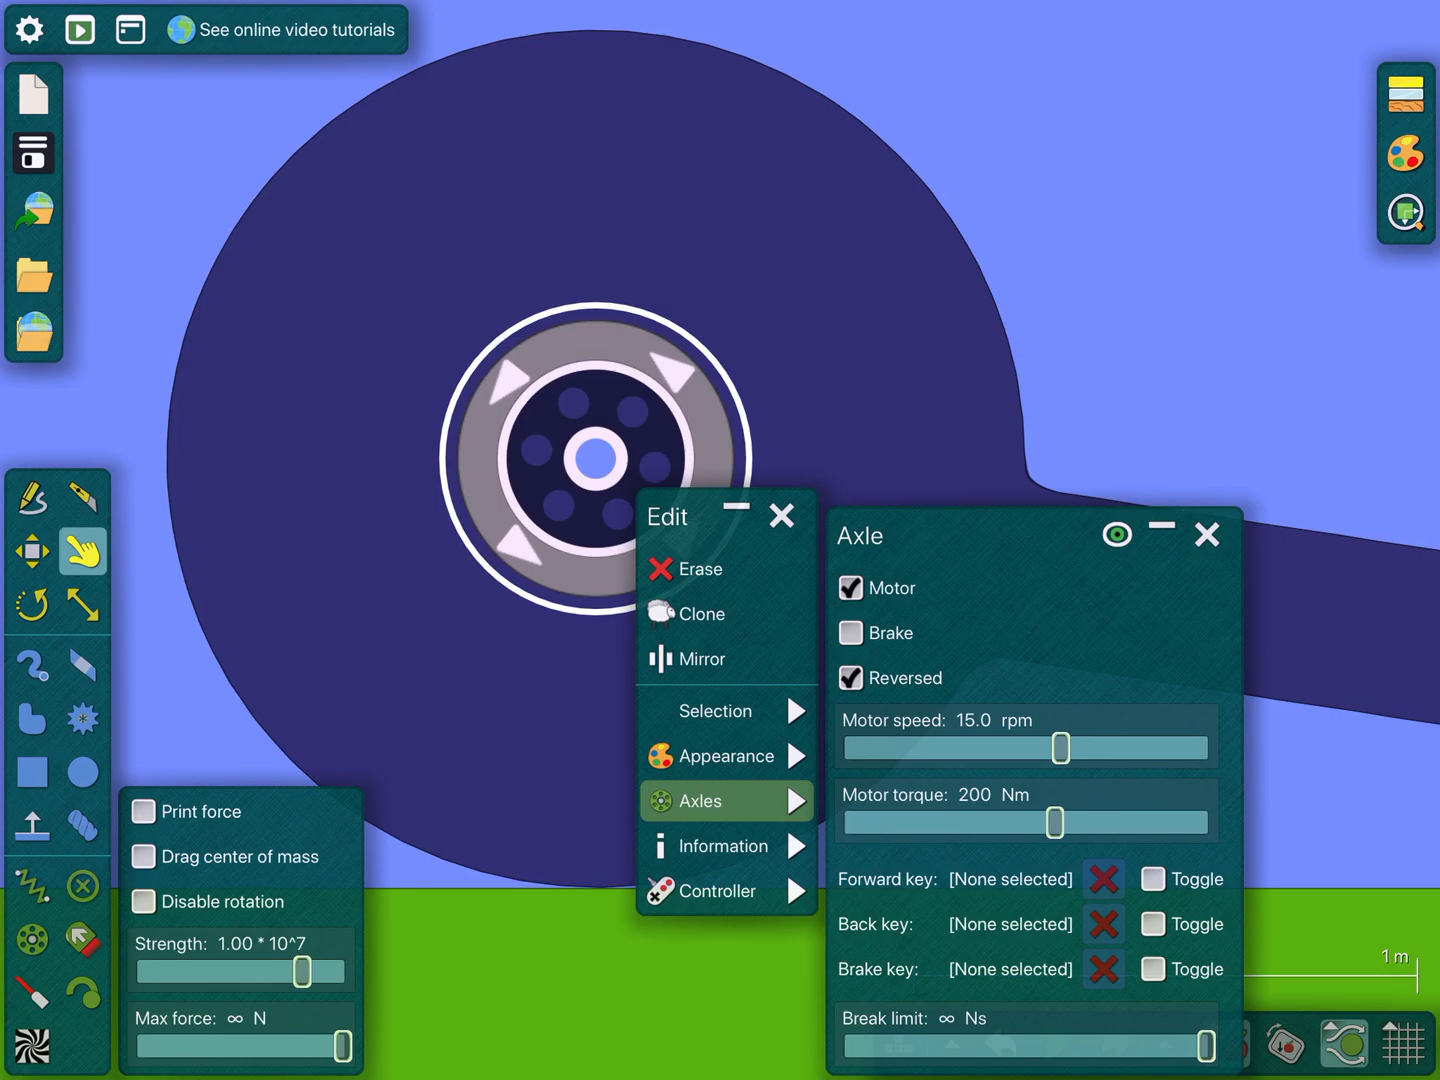 See online video tutorials
Edit
Erase
Clone
Mirror
Selection
Appearance
Axles
Information
Controller
Axle
Motor
Brake
Reversed
Motor speed: 15.0 rpm
Motor torque: 200 Nm
Forward key: [None selected] Toggle
Back key: [None selected] Toggle
Brake key: [None selected] Toggle
Break limit: ∞ Ns
Print force
Drag center of mass
Disable rotation
Strength: 1.00 * 10^7
Max force: ∞ N
1 m